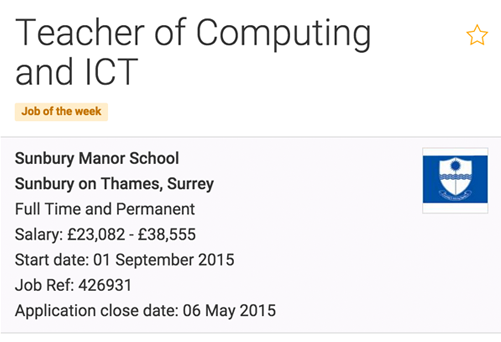 Teacher of Computing
and ICT
Job of the week
Sunbury Manor School
Sunbury on Thames, Surrey
Full Time and Permanent
Salary: £23,082 - £38,555
Start date: 01 September 2015
Job Ref: 426931
Application close date: 06 May 2015